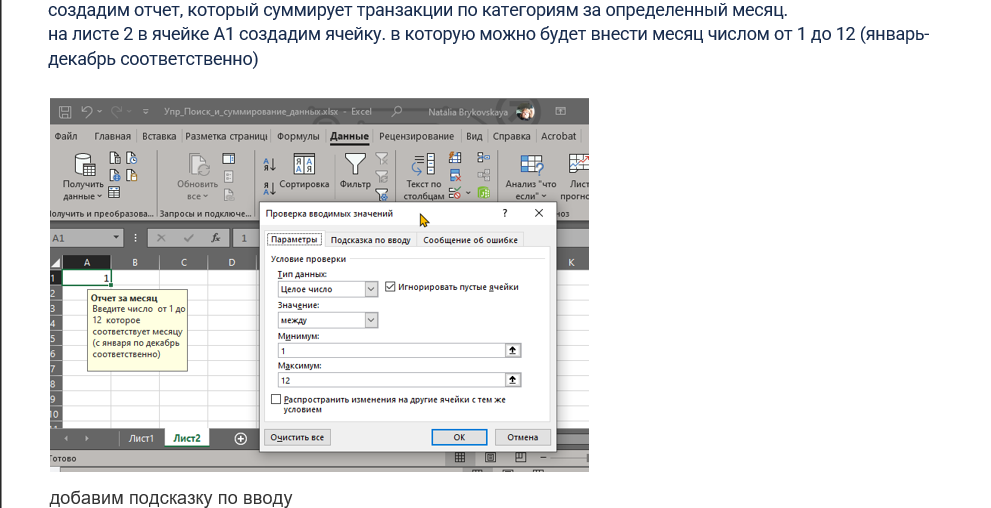 создадим отчет, который суммирует транзакции по категориям за определенный месяц.
на листе 2 в ячейке А1 создадим ячейку. в которую можно будет внести месяц числом от 1 до 12 (январь-
декабрь соответственно)
Упр_Поиск_и_суммирование_данных.xlsx - Excel
Natália Brykovskaya
Файл Главная Вставка Разметка страниц Формулы Данные Рецензирование Вид Справка Acrobat
Получить
данные
Обновить
все
Сортировка
Фильтр
Текст по
столбцам
Анализ "что
если"
Лист
прогно
олучить и преобразова...
Запросы и подключе...
ноз
Проверка вводимых значений ? ×
A1
fx 1
A B C D K
1 1
2
3
4
5
6
7
8
9
10
11
Отчет за месяц
Введите число от 1 до
12 которое
соответствует месяцу
(с января по декабрь
соответственно)
Параметры Подсказка по вводу Сообщение об ошибке
Условие проверки
Тип данных:
Целое число
Игнорировать пустые ячейки
Значение:
между
Минимум:
1
Максимум:
12
Распространить изменения на другие ячейки с тем же
условием
Очистить все ОК Отмена
Лист1 Лист2
отово
добавим подсказку по вводу